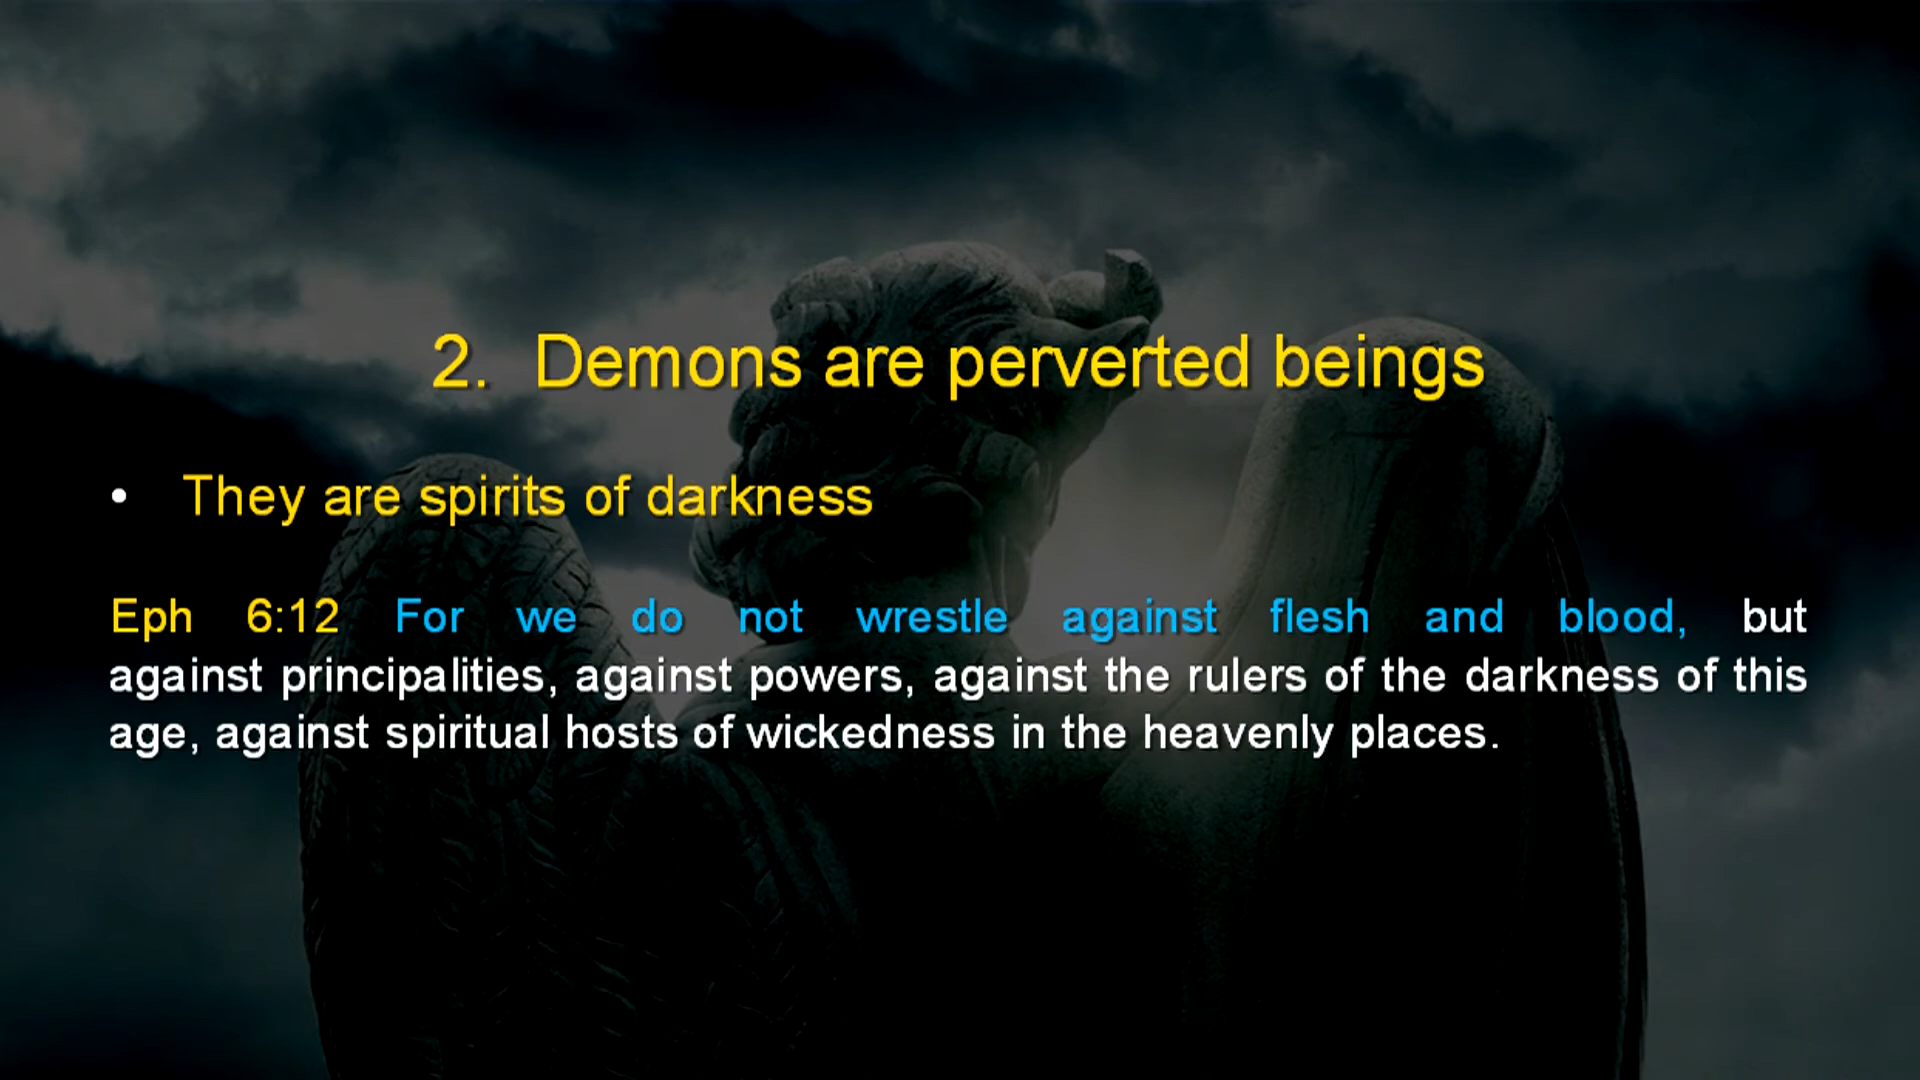 2. Demons are perverted beings
• They are spirits of darkness
Eph 6:12 For we do not wrestle against flesh and blood, but
against principalities, against powers, against the rulers of the darkness of this
age, against spiritual hosts of wickedness in the heavenly places.